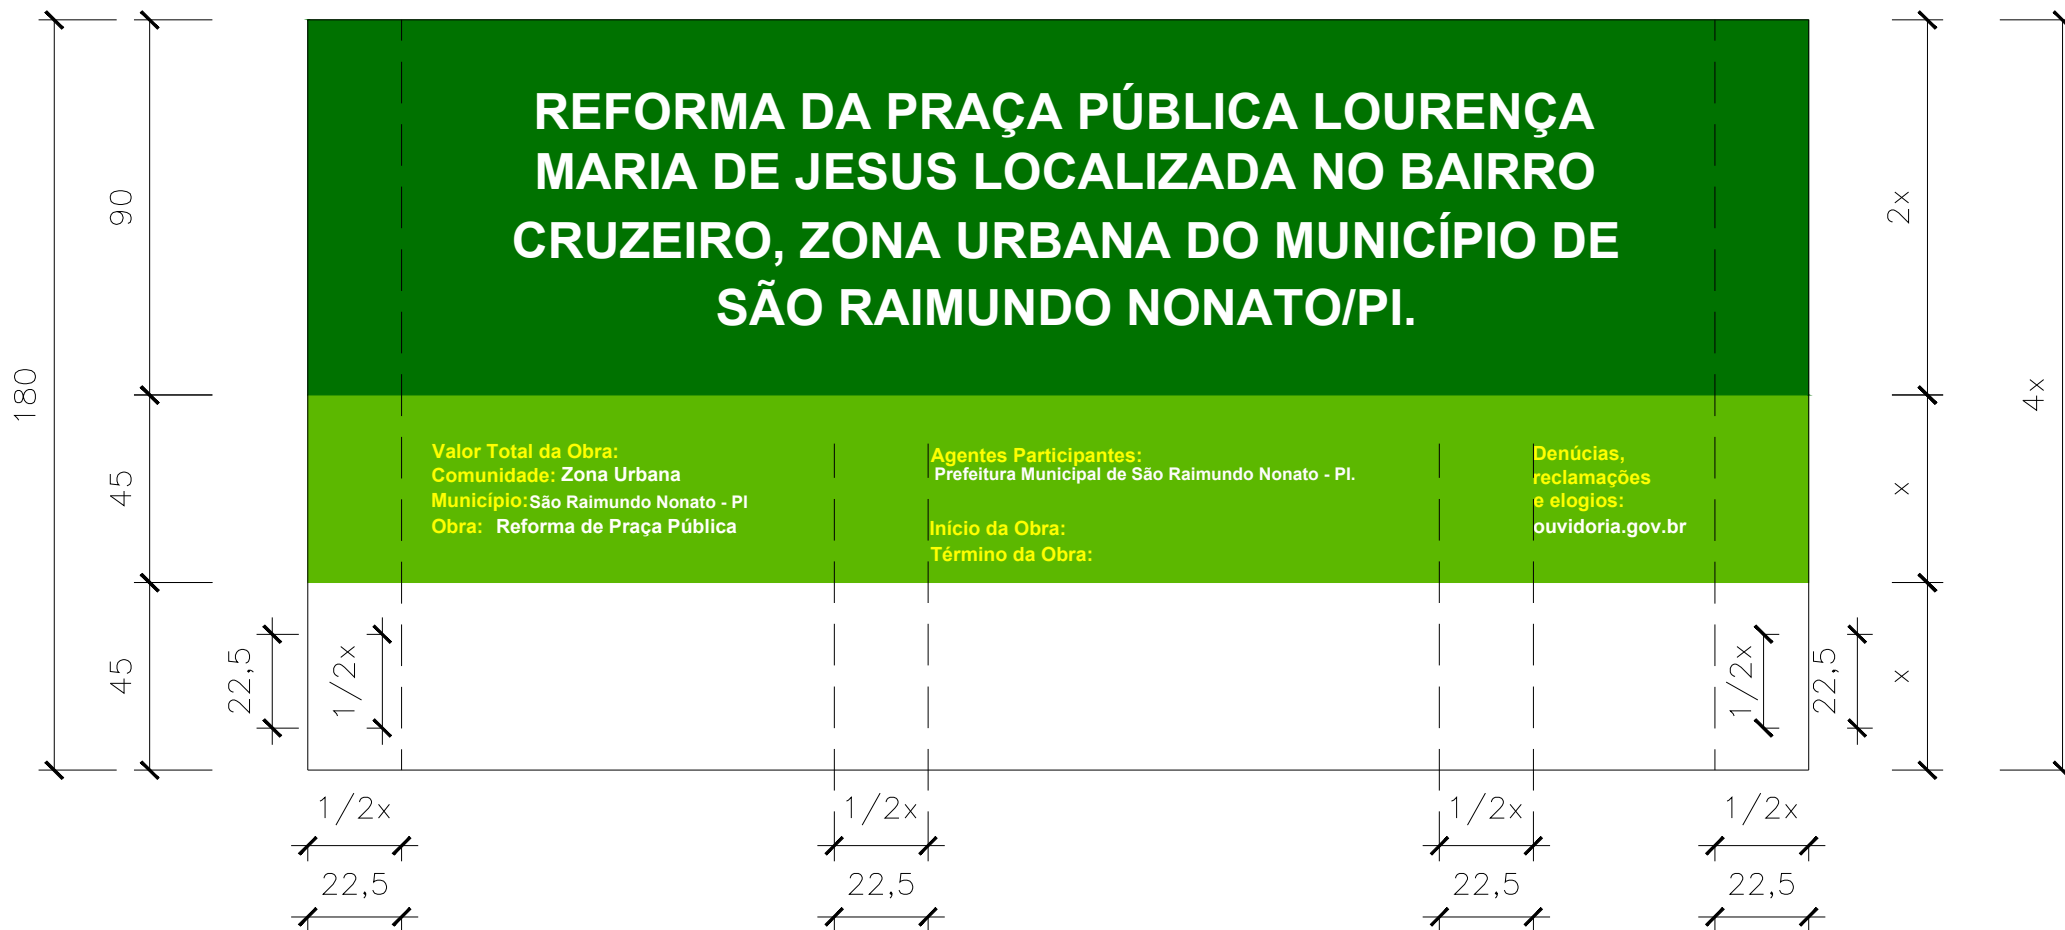 REFORMA DA PRAÇA PÚBLICA LOURENÇA
MARIA DE JESUS LOCALIZADA NO BAIRRO
CRUZEIRO, ZONA URBANA DO MUNICÍPIO DE
SÃO RAIMUNDO NONATO/PI.
Valor Total da Obra:
Comunidade: Zona Urbana
Município: São Raimundo Nonato - PI
Obra: Reforma de Praça Pública
Agentes Participantes:
Prefeitura Municipal de São Raimundo Nonato - PI.
Início da Obra:
Término da Obra:
Denúcias,
reclamações
e elogios:
ouvidoria.gov.br
180
90
45
45
22,5
1/2x
1/2x
22,5
2x
x
x
4x
1/2x
1/2x
1/2x
1/2x
22,5
22,5
22,5
22,5